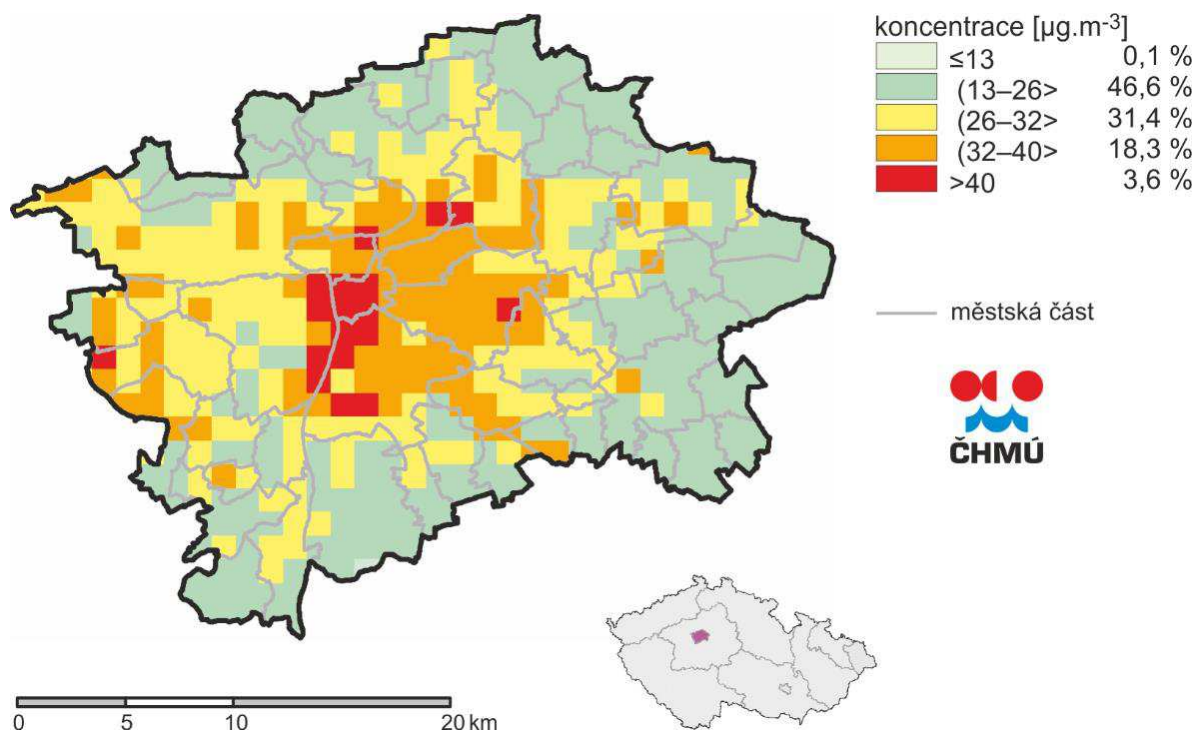 koncentrace [µg.m⁻³]
≤13 0,1 %
(13–26> 46,6 %
(26–32> 31,4 %
(32–40> 18,3 %
>40 3,6 %
městská část
ČHMÚ
0 5 10 20 km